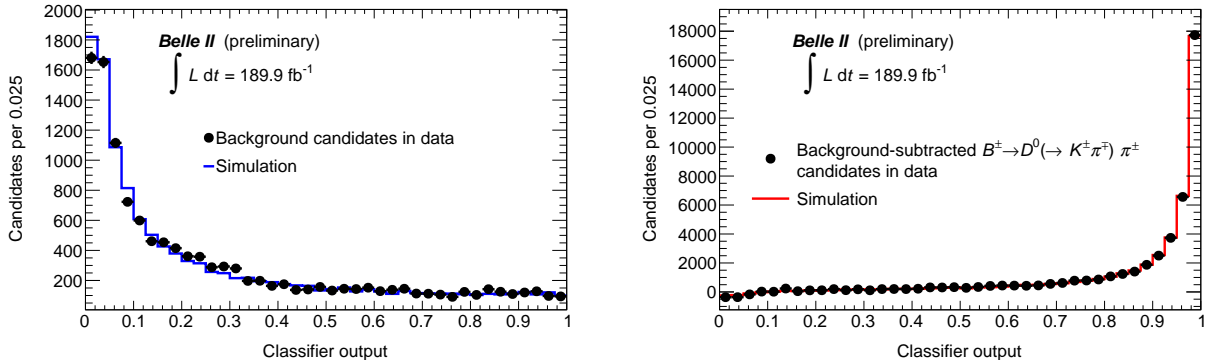 2000
1800
1600
1400
1200
1000
800
600
400
200
Candidates per 0.025
Belle II (preliminary)
∫ L dt = 189.9 fb⁻¹
Background candidates in data
Simulation
0 0.1 0.2 0.3 0.4 0.5 0.6 0.7 0.8 0.9 1
Classifier output
18000
16000
14000
12000
10000
8000
6000
4000
2000
0
Candidates per 0.025
Belle II (preliminary)
∫ L dt = 189.9 fb⁻¹
Background-subtracted B±→D⁰(→ K±π∓) π±
candidates in data
Simulation
0 0.1 0.2 0.3 0.4 0.5 0.6 0.7 0.8 0.9 1
Classifier output